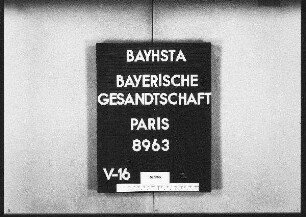 BAYHSTA
BAYERISCHE
GESANDTSCHAFT
PARIS
8963
V-16